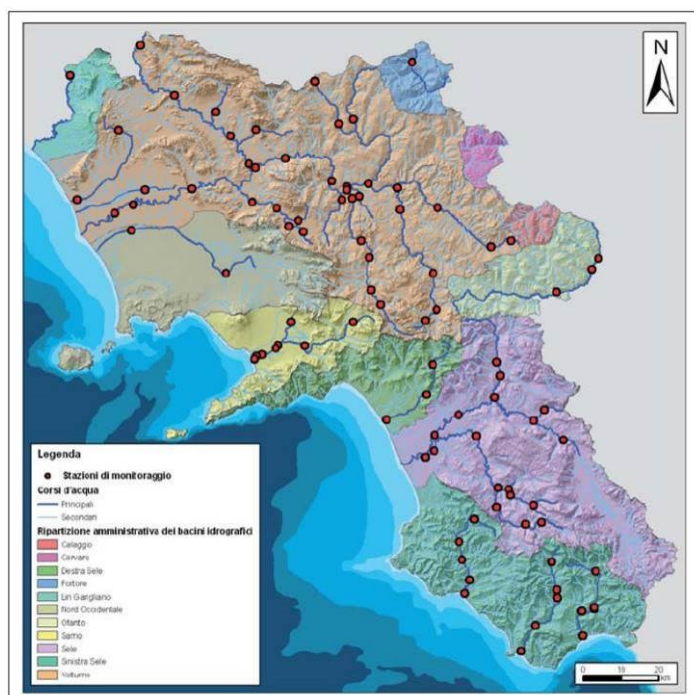 N
Legenda
Stazioni di monitoraggio
Corsi d'acqua
Principali
Secondari
Ripartizione amministrativa dei bacini idrografici
Calaggio
Cervaro
Destra Sele
Fortore
Liri Garigliano
Nord Occidentale
Ofanto
Sarno
Sele
Sinistra Sele
Volturno
0 10 20
km